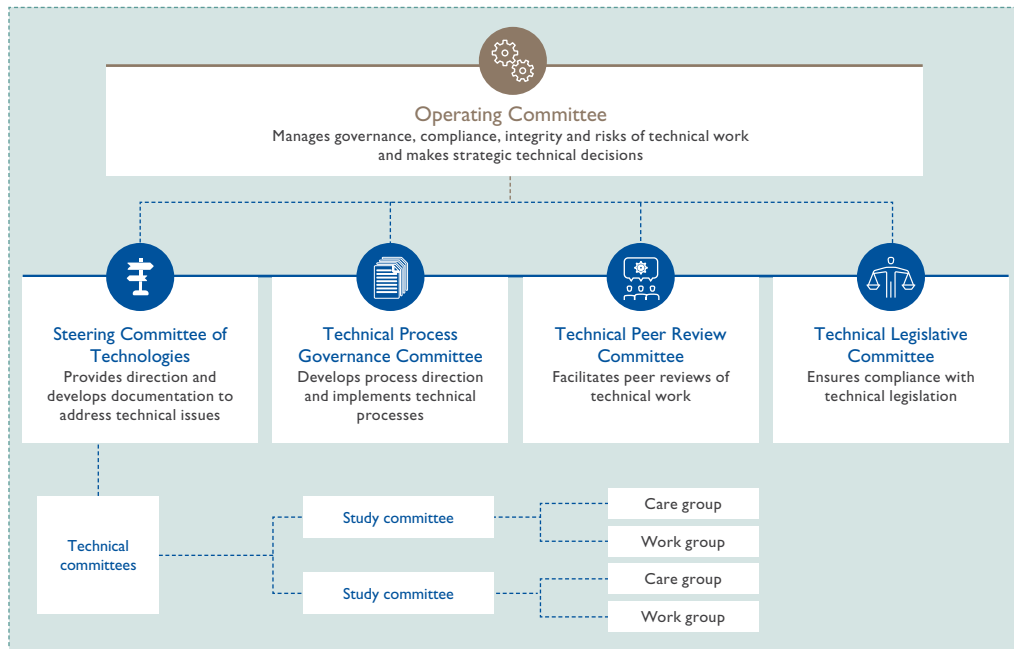 Operating Committee
Manages governance, compliance, integrity and risks of technical work
and makes strategic technical decisions
Steering Committee of
Technologies
Provides direction and
develops documentation to
address technical issues
Technical Process
Governance Committee
Develops process direction
and implements technical
processes
Technical Peer Review
Committee
Facilitates peer reviews of
technical work
Technical Legislative
Committee
Ensures compliance with
technical legislation
Technical
committees
Study committee
Care group
Work group
Study committee
Care group
Work group